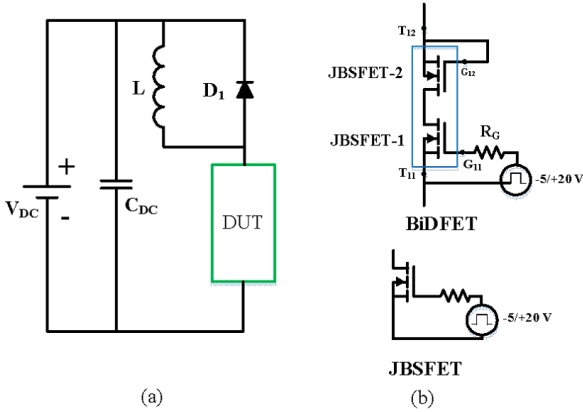 L
D1
+
VDC
-
CDC
DUT
(a)
T12
G12
JBSFET-2
JBSFET-1
RG
G11
T11
-5/+20 V
BiDFET
-5/+20 V
JBSFET
(b)